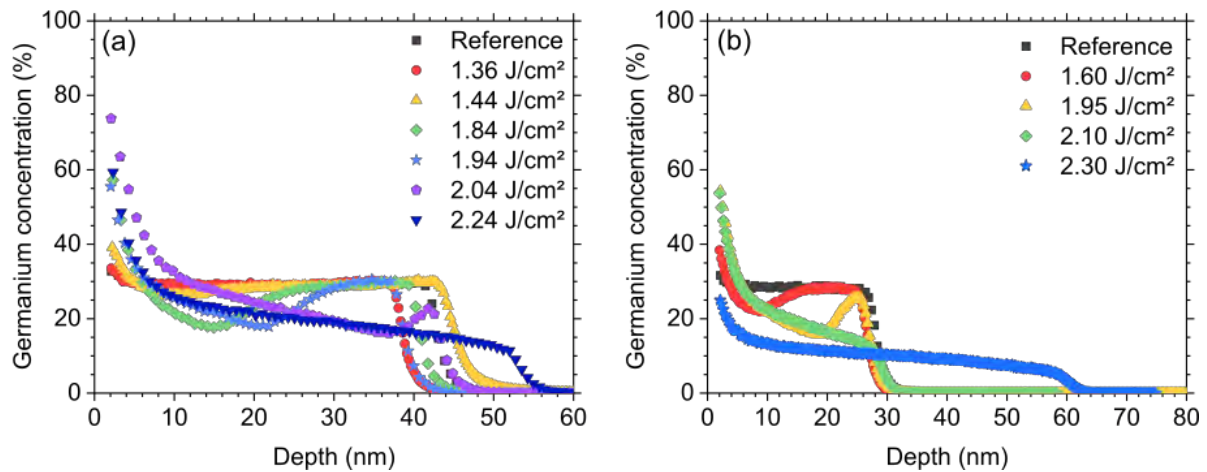 (a)
Germanium concentration (%)
100
80
60
40
20
0
Reference
1.36 J/cm²
1.44 J/cm²
1.84 J/cm²
1.94 J/cm²
2.04 J/cm²
2.24 J/cm²
0 10 20 30 40 50 60
Depth (nm)
(b)
Germanium concentration (%)
100
80
60
40
20
0
Reference
1.60 J/cm²
1.95 J/cm²
2.10 J/cm²
2.30 J/cm²
0 10 20 30 40 50 60 70 80
Depth (nm)